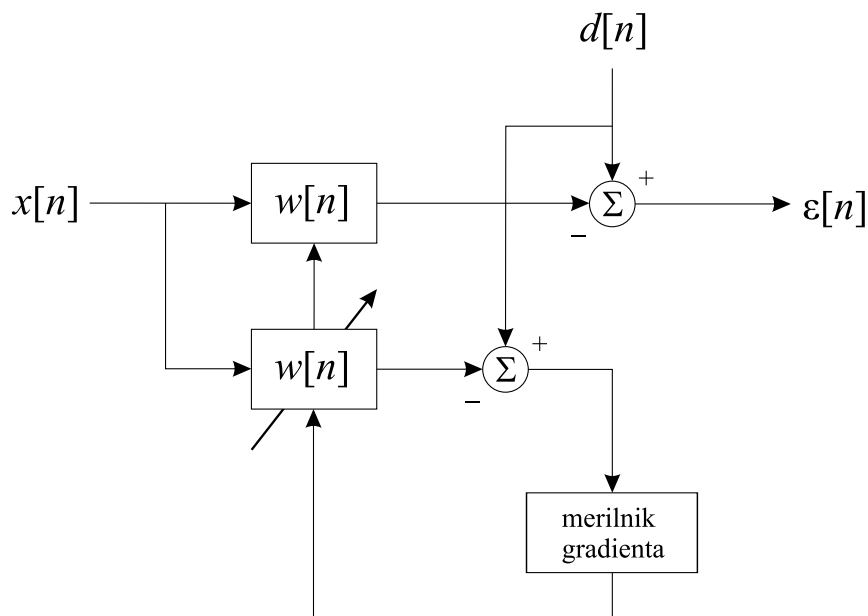 d[n]
x[n]
w[n]
+
Σ
−
ε[n]
w[n]
+
Σ
−
merilnik
gradienta